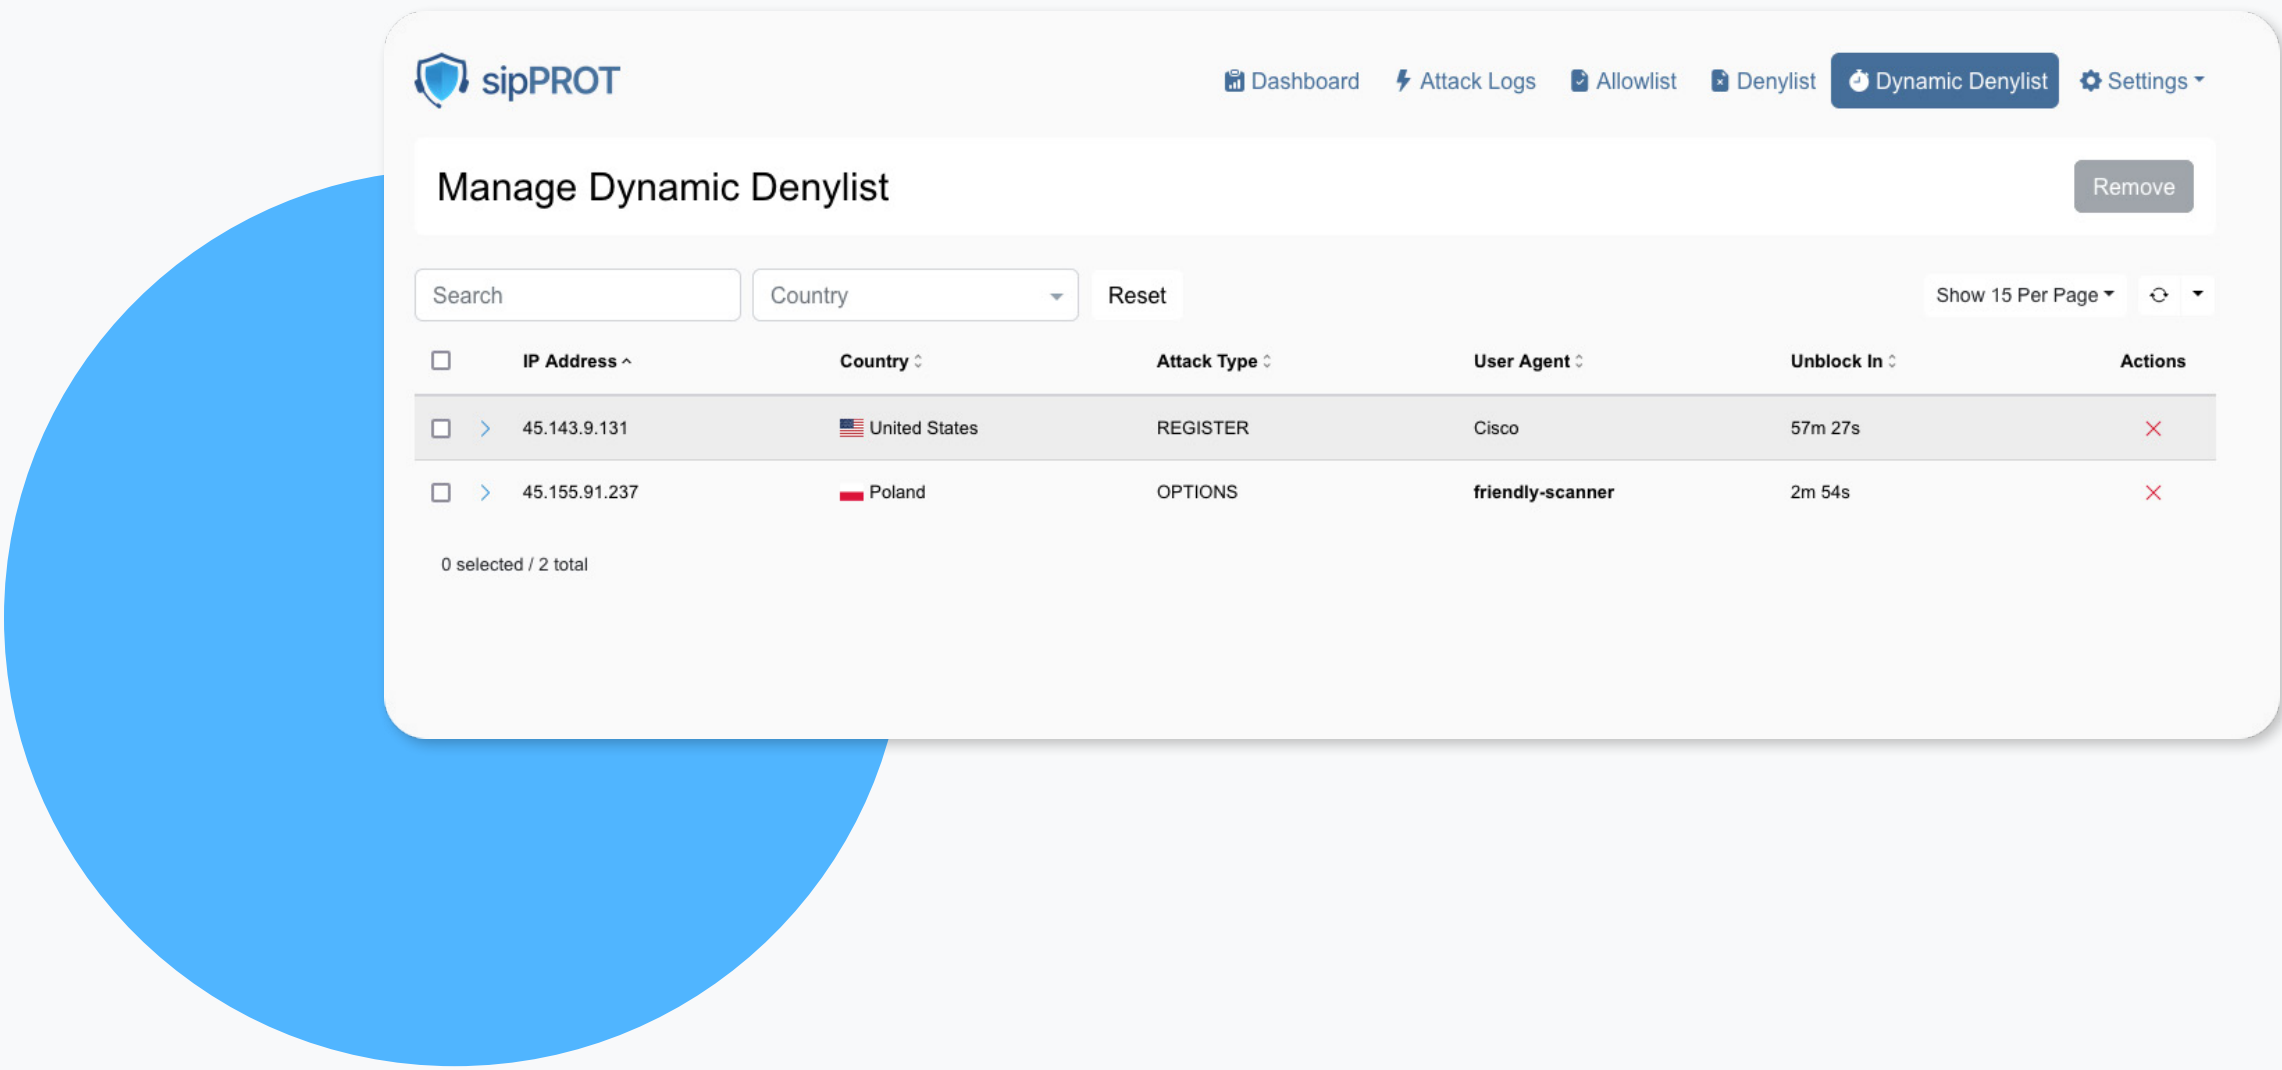 sipPROT Dashboard Attack Logs Allowlist Denylist Dynamic Denylist Settings
Manage Dynamic Denylist Remove
Search Country Reset Show 15 Per Page
IP Address Country Attack Type User Agent Unblock In Actions
45.143.9.131 United States REGISTER Cisco 57m 27s
45.155.91.237 Poland OPTIONS friendly-scanner 2m 54s
0 selected / 2 total